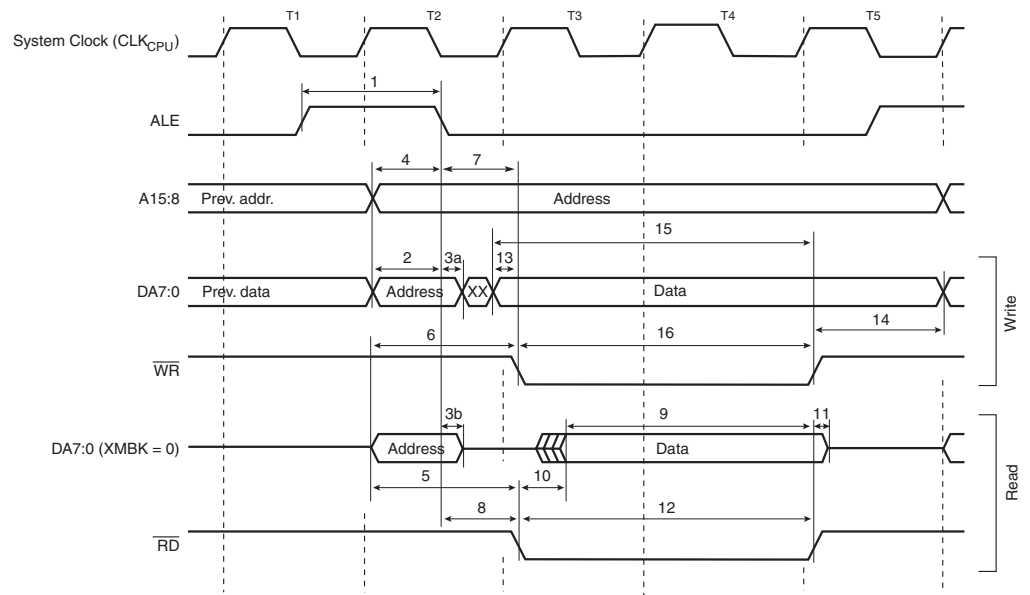 T1 T2 T3 T4 T5
System Clock (CLKCPU)
1
ALE
4 7
A15:8 Prev. addr. Address
15
2 3a 13
DA7:0 Prev. data Address XX Data
14
6 16
WR
Write
3b 9 11
DA7:0 (XMBK = 0) Address Data
5 10
8 12
RD
Read